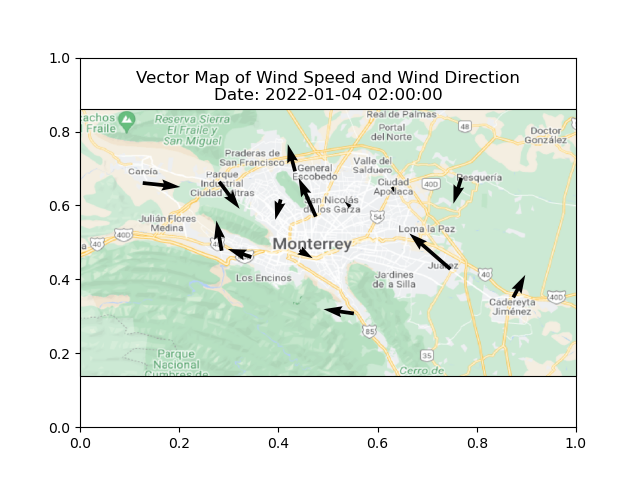 1.0
Vector Map of Wind Speed and Wind Direction
Date: 2022-01-04 02:00:00
achos
Fraile
Reserva Sierra
El Fraile y
San Miguel
Real de Palmas
Portal
del Norte
48
Doctor
González
0.8
Praderas de
San Francisco
General
Escobedo
Valle del
Salduero
García
Parque
Industrial
Ciudad Mitras
Ciudad
Apodaca
40D
Pesquería
0.6
San Nicolás
de los Garza
54
Julián Flores
Medina
Loma la Paz
40
Monterrey
0.4
Los Encinos
Jardines
de la Silla
Juárez
40
Cadereyta
Jiménez
40D
85
35
0.2
Parque
Nacional
Cumbres de
Cerro de
0.0
0.0 0.2 0.4 0.6 0.8 1.0